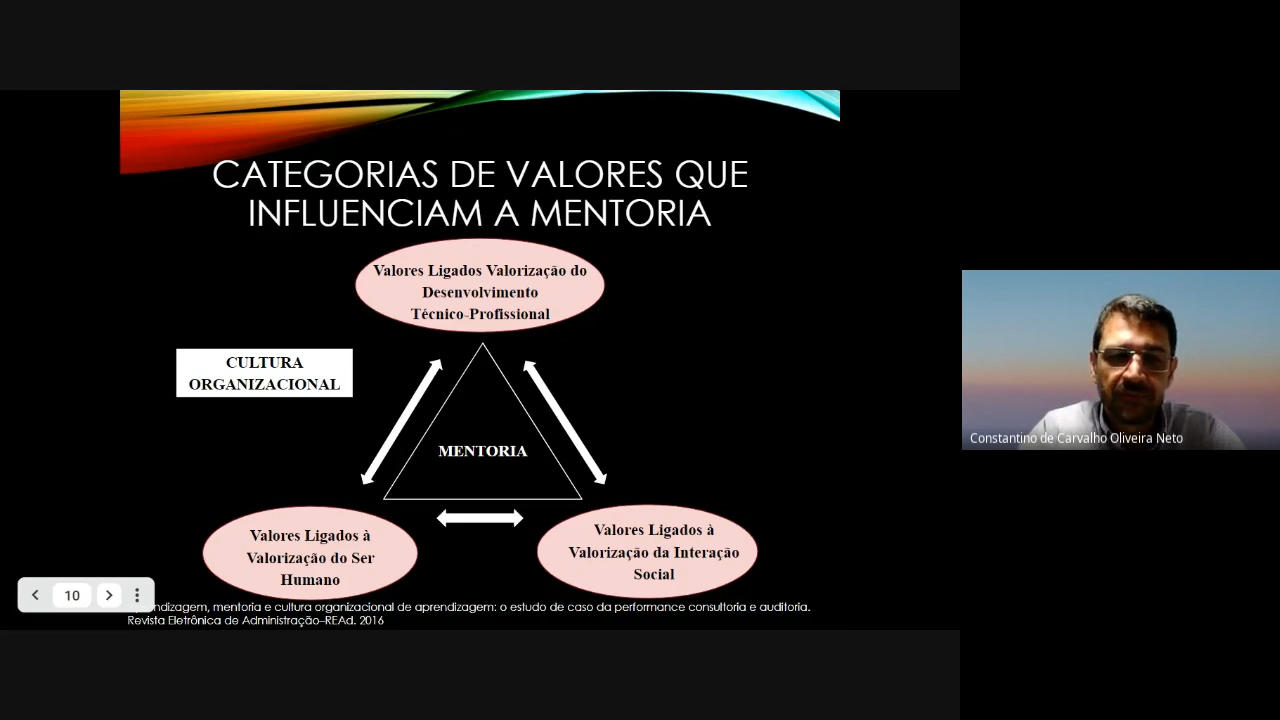 CATEGORIAS DE VALORES QUE
INFLUENCIAM A MENTORIA
Valores Ligados Valorização do
Desenvolvimento
Técnico-Profissional
CULTURA
ORGANIZACIONAL
MENTORIA
Valores Ligados à
Valorização do Ser
Humano
Valores Ligados à
Valorização da Interação
Social
10
mentoria e cultura organizacional de aprendizagem: o estudo de caso da performance consultoria e auditoria.
Revista Eletrônica de Administração–REAd. 2016
Constantino de Carvalho Oliveira Neto